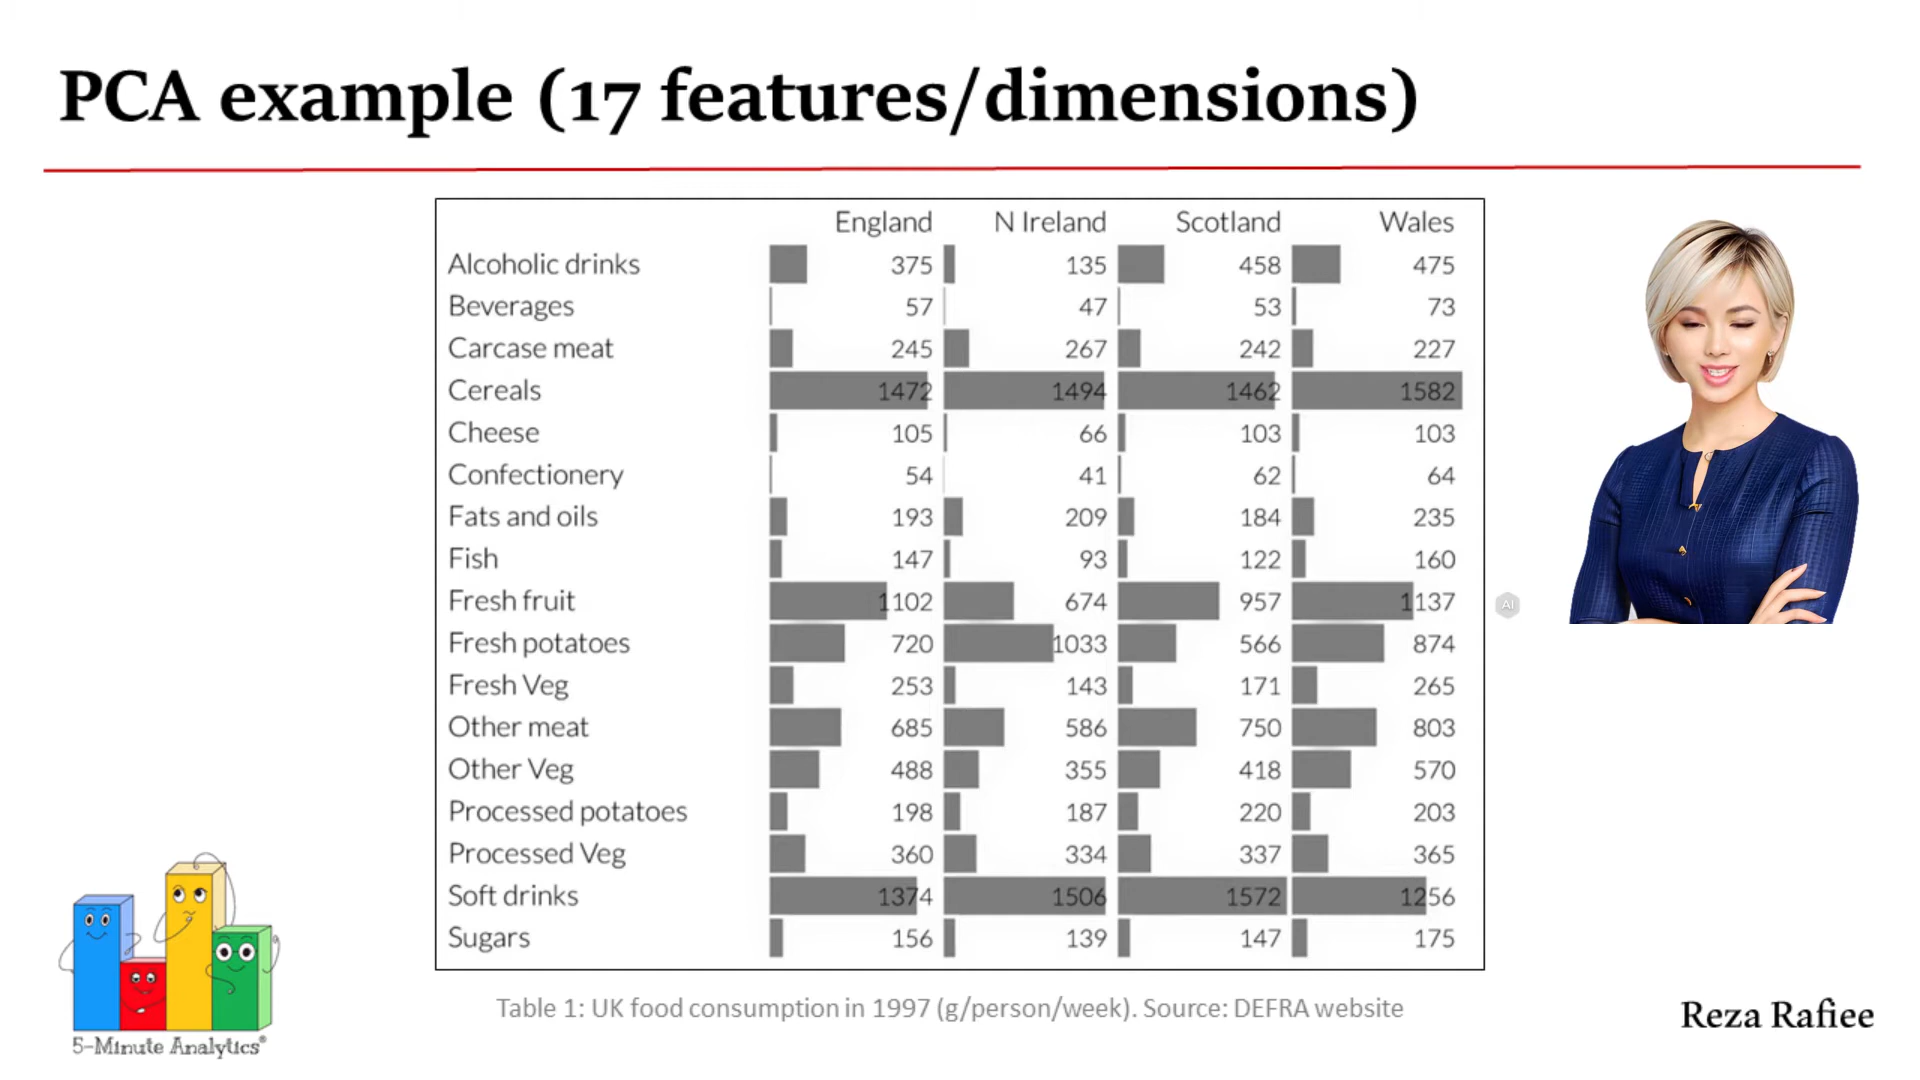 PCA example (17 features/dimensions)
England N Ireland Scotland Wales
Alcoholic drinks 375 135 458 475
Beverages 57 47 53 73
Carcase meat 245 267 242 227
Cereals 1472 1494 1462 1582
Cheese 105 66 103 103
Confectionery 54 41 62 64
Fats and oils 193 209 184 235
Fish 147 93 122 160
Fresh fruit 1102 674 957 1137
Fresh potatoes 720 1033 566 874
Fresh Veg 253 143 171 265
Other meat 685 586 750 803
Other Veg 488 355 418 570
Processed potatoes 198 187 220 203
Processed Veg 360 334 337 365
Soft drinks 1374 1506 1572 1256
Sugars 156 139 147 175
Table 1: UK food consumption in 1997 (g/person/week). Source: DEFRA website
AI
5-Minute Analytics®
Reza Rafiee